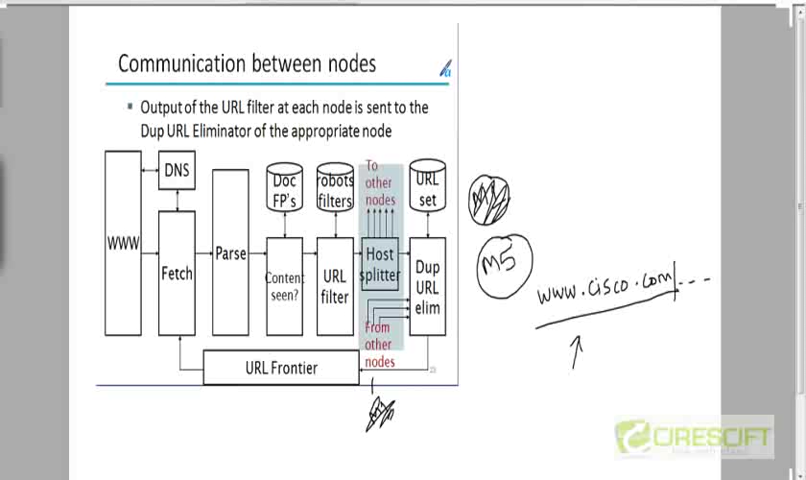 Communication between nodes
▪ Output of the URL filter at each node is sent to the
Dup URL Eliminator of the appropriate node
WWW
DNS
Fetch
Parse
Doc
FP's
Content
seen?
robots
filters
URL
filter
To
other
nodes
Host
splitter
From
other
nodes
URL
set
Dup
URL
elim
URL Frontier
M5
www.cisco.com/---